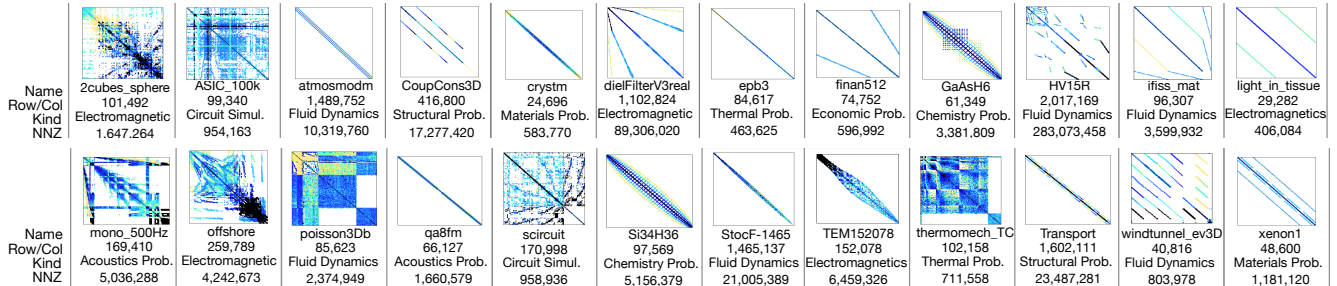 Name 2cubes_sphere ASIC_100k atmosmodm CoupCons3D crystm dielFilterV3real epb3 finan512 GaAsH6 HV15R ifiss_mat light_in_tissue
Row/Col 101,492 99,340 1,489,752 416,800 24,696 1,102,824 84,617 74,752 61,349 2,017,169 96,307 29,282
Kind Electromagnetic Circuit Simul. Fluid Dynamics Structural Prob. Materials Prob. Electromagnetic Thermal Prob. Economic Prob. Chemistry Prob. Fluid Dynamics Fluid Dynamics Electromagnetics
NNZ 1.647.264 954,163 10,319,760 17,277,420 583,770 89,306,020 463,625 596,992 3,381,809 283,073,458 3,599,932 406,084
Name mono_500Hz offshore poisson3Db qa8fm scircuit Si34H36 StocF-1465 TEM152078 thermomech_TC Transport windtunnel_ev3D xenon1
Row/Col 169,410 259,789 85,623 66,127 170,998 97,569 1,465,137 152,078 102,158 1,602,111 40,816 48,600
Kind Acoustics Prob. Electromagnetic Fluid Dynamics Acoustics Prob. Circuit Simul. Chemistry Prob. Fluid Dynamics Electromagnetics Thermal Prob. Structural Prob. Fluid Dynamics Materials Prob.
NNZ 5,036,288 4,242,673 2,374,949 1,660,579 958,936 5,156,379 21,005,389 6,459,326 711,558 23,487,281 803,978 1,181,120